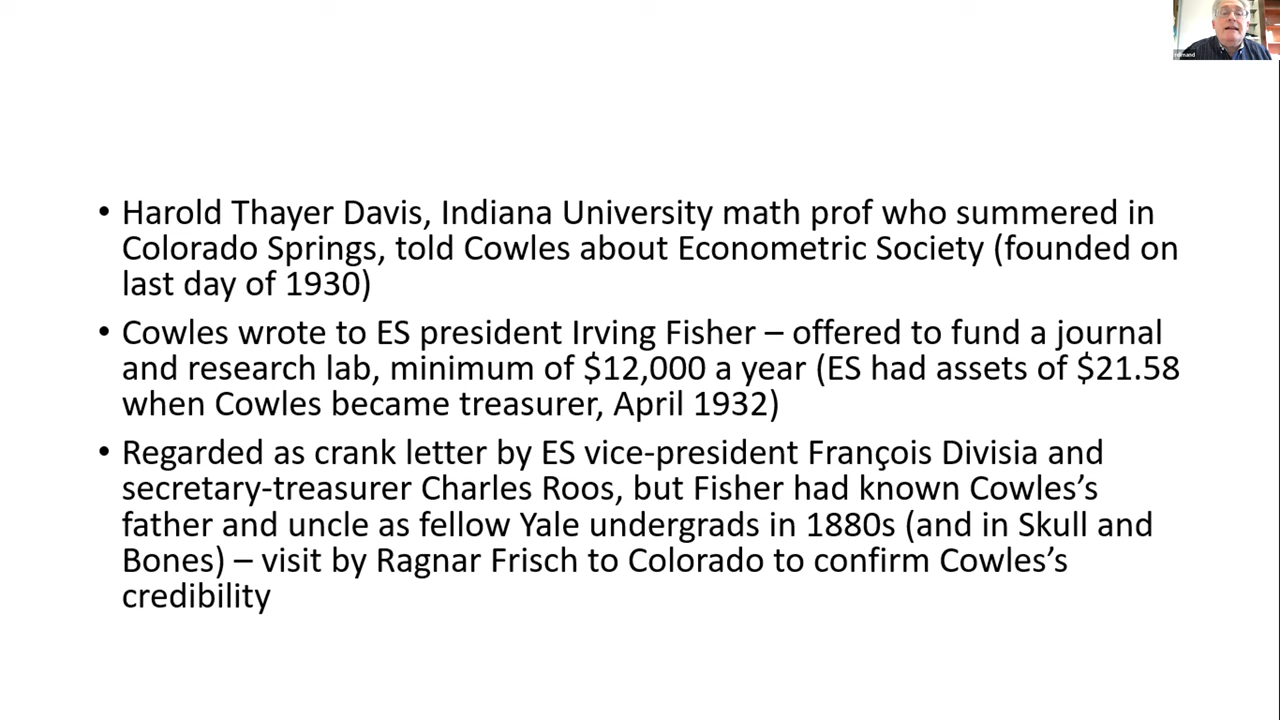 • Harold Thayer Davis, Indiana University math prof who summered in
Colorado Springs, told Cowles about Econometric Society (founded on
last day of 1930)
• Cowles wrote to ES president Irving Fisher – offered to fund a journal
and research lab, minimum of $12,000 a year (ES had assets of $21.58
when Cowles became treasurer, April 1932)
• Regarded as crank letter by ES vice-president François Divisia and
secretary-treasurer Charles Roos, but Fisher had known Cowles’s
father and uncle as fellow Yale undergrads in 1880s (and in Skull and
Bones) – visit by Ragnar Frisch to Colorado to confirm Cowles’s
credibility